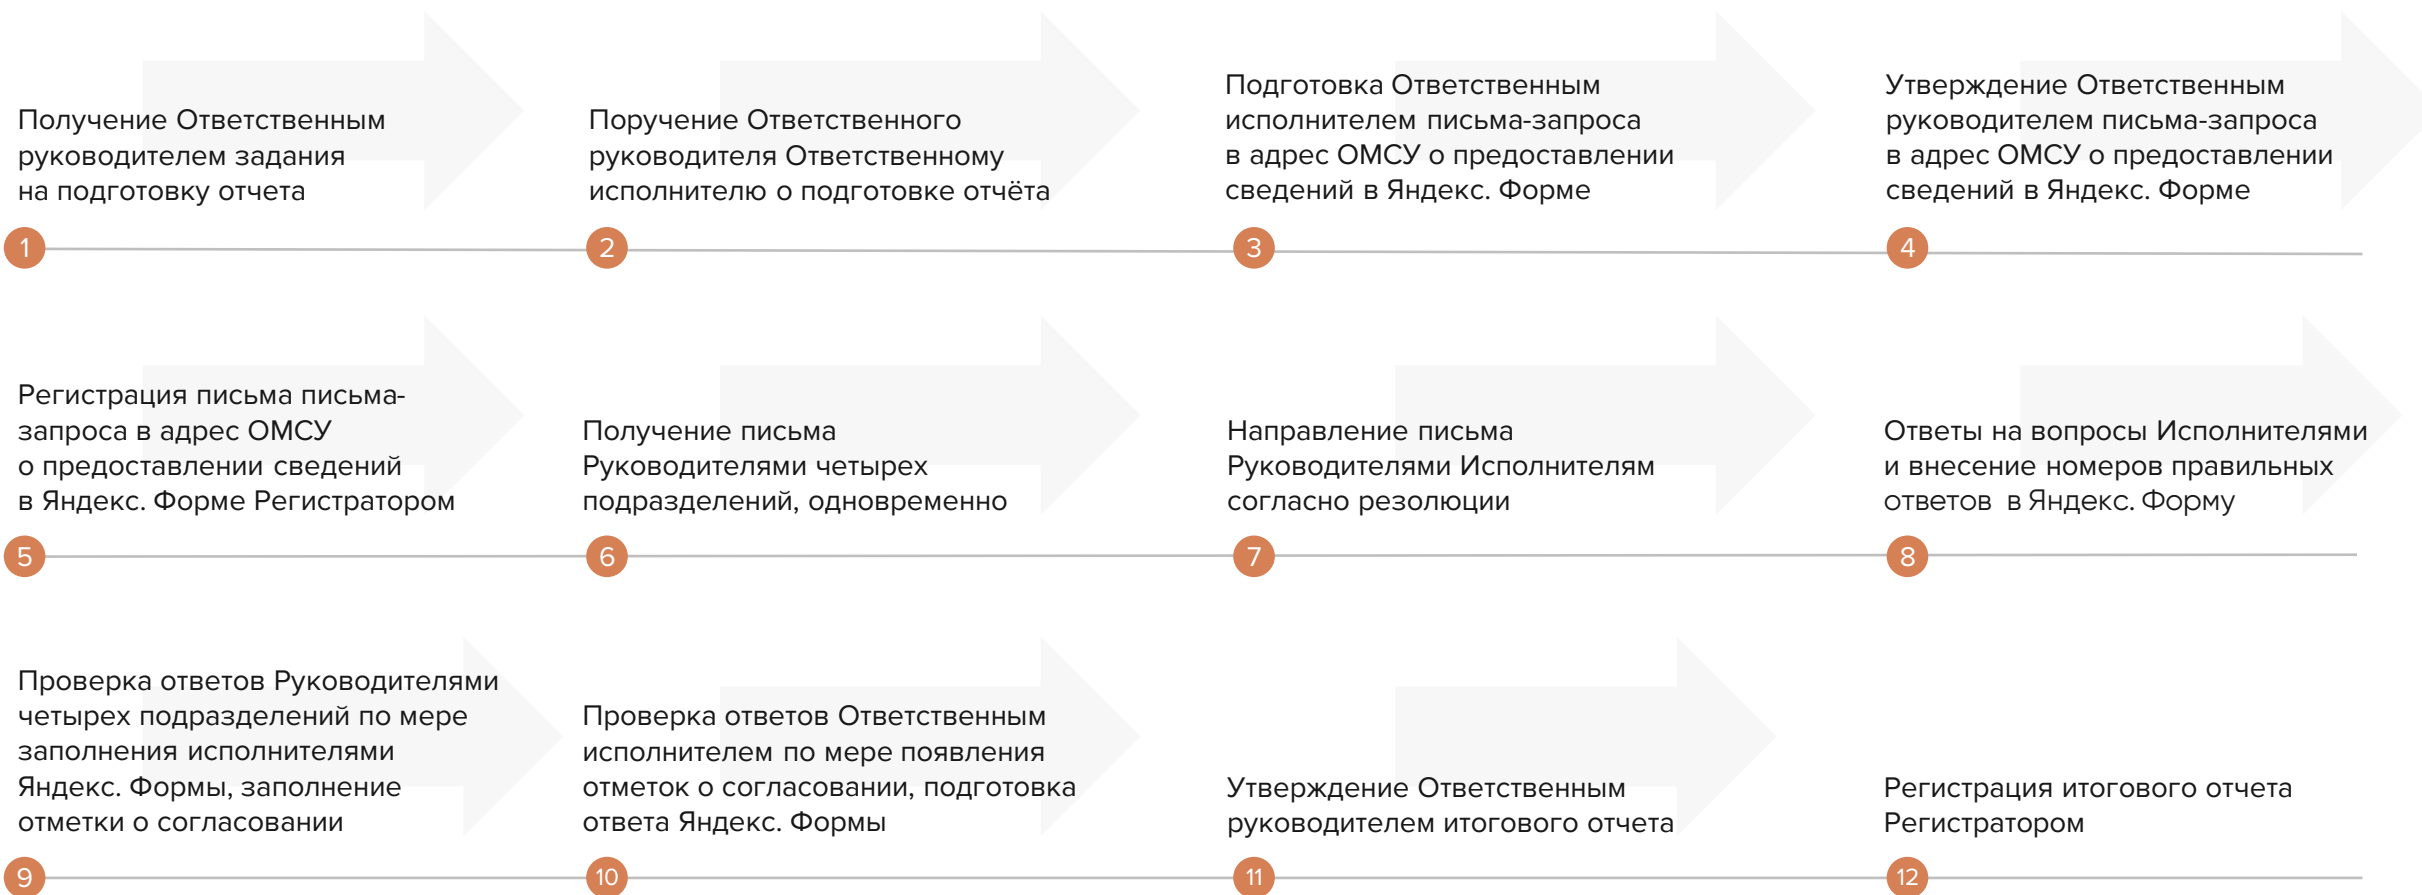 Получение Ответственным
руководителем задания
на подготовку отчета
1
Поручение Ответственного
руководителя Ответственному
исполнителю о подготовке отчёта
2
Подготовка Ответственным
исполнителем письма-запроса
в адрес ОМСУ о предоставлении
сведений в Яндекс. Форме
3
Утверждение Ответственным
руководителем письма-запроса
в адрес ОМСУ о предоставлении
сведений в Яндекс. Форме
4
Регистрация письма письма-
запроса в адрес ОМСУ
о предоставлении сведений
в Яндекс. Форме Регистратором
5
Получение письма
Руководителями четырех
подразделений, одновременно
6
Направление письма
Руководителями Исполнителям
согласно резолюции
7
Ответы на вопросы Исполнителями
и внесение номеров правильных
ответов  в Яндекс. Форму
8
Проверка ответов Руководителями
четырех подразделений по мере
заполнения исполнителями
Яндекс. Формы, заполнение
отметки о согласовании
9
Проверка ответов Ответственным
исполнителем по мере появления
отметок о согласовании, подготовка
ответа Яндекс. Формы
10
Утверждение Ответственным
руководителем итогового отчета
11
Регистрация итогового отчета
Регистратором
12